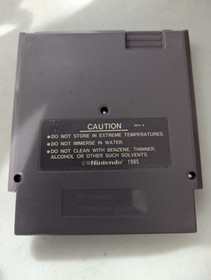 CAUTION
•DO NOT STORE IN EXTREME TEMPERATURES.
•DO NOT IMMERSE IN WATER.
•DO NOT CLEAN WITH BENZENE, THINNER,
ALCOHOL OR OTHER SUCH SOLVENTS.
©™Nintendo® 1985
Nintendo